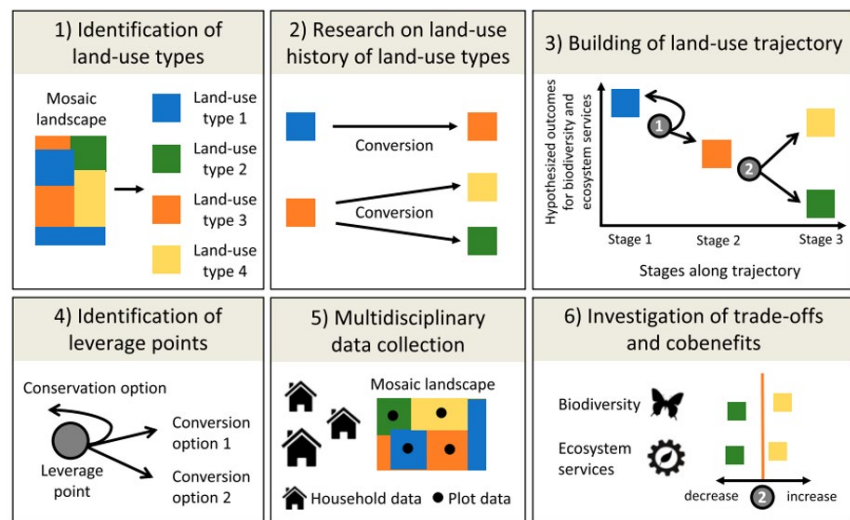 1) Identification of
land-use types
Mosaic
landscape
Land-use
type 1
Land-use
type 2
Land-use
type 3
Land-use
type 4
2) Research on land-use
history of land-use types
Conversion
Conversion
3) Building of land-use trajectory
Hypothesized outcomes
for biodiversity and
ecosystem services
1
2
Stage 1
Stage 2
Stage 3
Stages along trajectory
4) Identification of
leverage points
Conservation option
Leverage
point
Conversion
option 1
Conversion
option 2
5) Multidisciplinary
data collection
Mosaic landscape
Household data
Plot data
6) Investigation of trade-offs
and cobenefits
Biodiversity
Ecosystem
services
decrease
2
increase